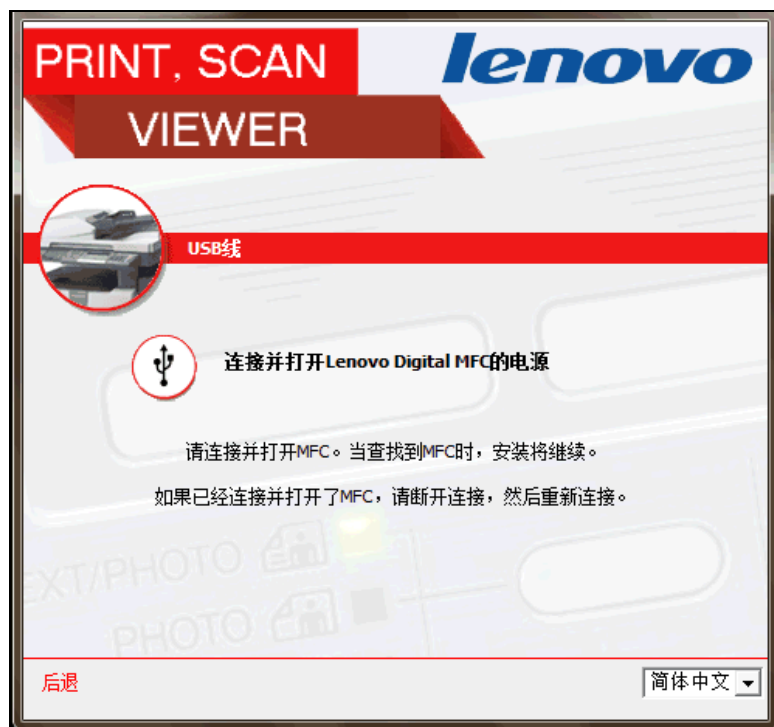 PRINT, SCAN
lenovo
VIEWER
USB线
连接并打开Lenovo Digital MFC的电源
请连接并打开MFC。当查找到MFC时，安装将继续。
如果已经连接并打开了MFC，请断开连接，然后重新连接。
EXT/PHOTO
PHOTO
后退
简体中文